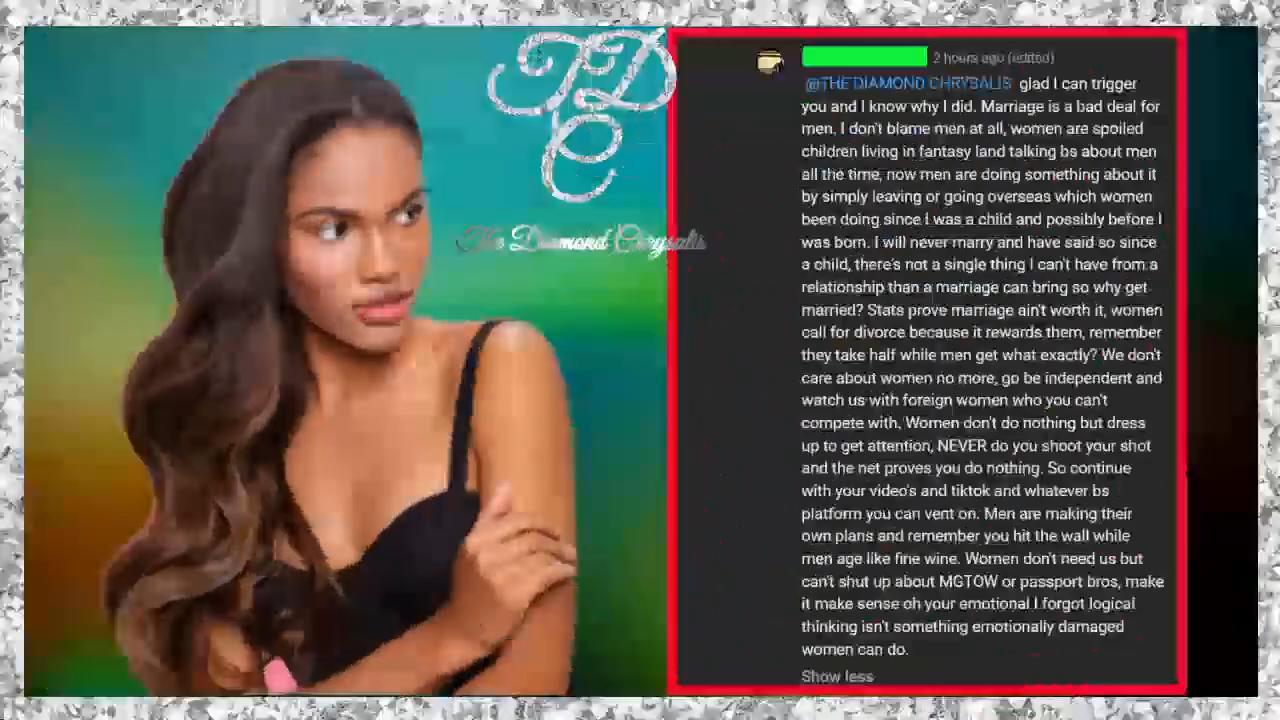 TD
C
The Diamond Chrysalis
2 hours ago (edited)
@THE DIAMOND CHRYSALIS glad I can trigger
you and I know why I did. Marriage is a bad deal for
men, I don't blame men at all, women are spoiled
children living in fantasy land talking bs about men
all the time, now men are doing something about it
by simply leaving or going overseas which women
been doing since I was a child and possibly before I
was born. I will never marry and have said so since
a child, there's not a single thing I can't have from a
relationship than a marriage can bring so why get
married? Stats prove marriage ain't worth it, women
call for divorce because it rewards them, remember
they take half while men get what exactly? We don't
care about women no more, go be independent and
watch us with foreign women who you can't
compete with, Women don't do nothing but dress
up to get attention, NEVER do you shoot your shot
and the net proves you do nothing. So continue
with your video's and tiktok and whatever bs
platform you can vent on. Men are making their
own plans and remember you hit the wall while
men age like fine wine. Women don't need us but
can't shut up about MGTOW or passport bros, make
it make sense oh your emotional I forgot logical
thinking isn't something emotionally damaged
women can do.
Show less